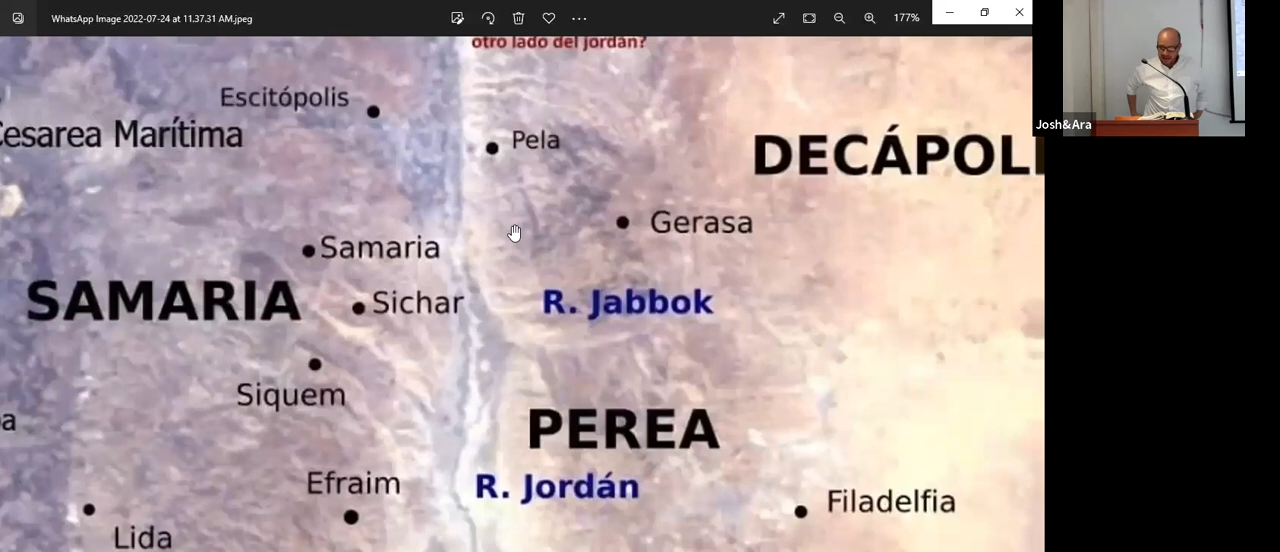 WhatsApp Image 2022-07-24 at 11.37.31 AM.jpeg
177%
otro lado del jordán?
Escitópolis
Cesarea Marítima
Pela
DECÁPOLI
Gerasa
Samaria
SAMARIA
Sichar
R. Jabbok
Siquem
PEREA
Efraim
R. Jordán
Filadelfia
Lida
Josh&Ara